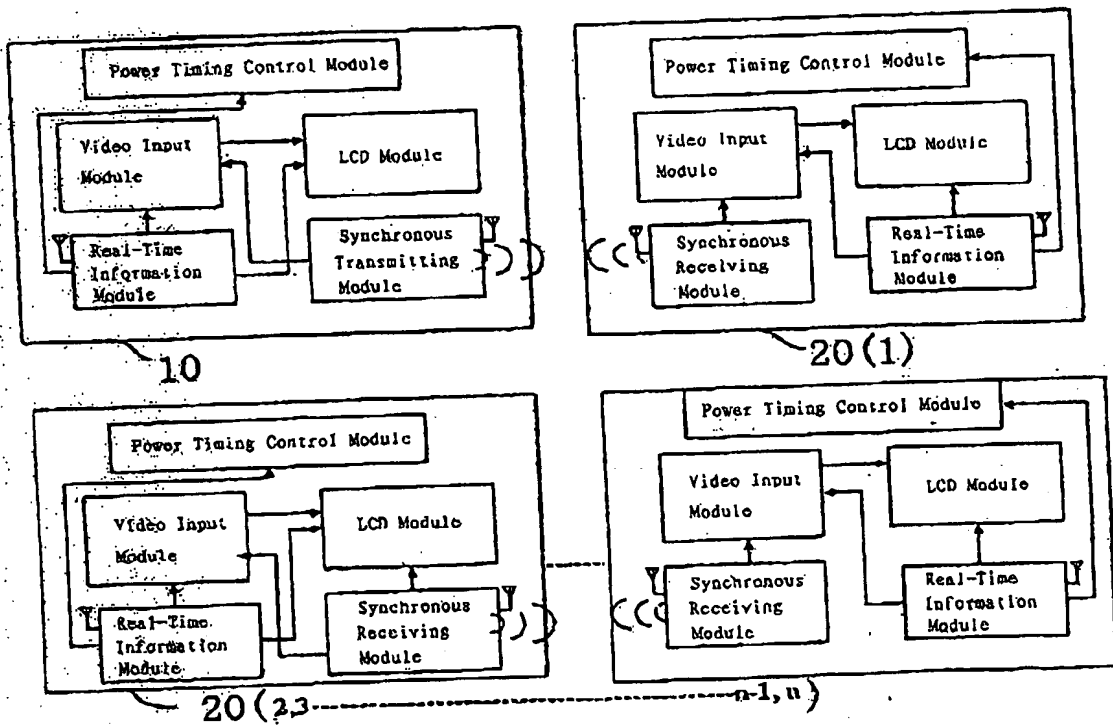 Power Timing Control Module
Video Input
Module
LCD Module
Real-Time
Information
Module
Synchronous
Transmitting
Module
10
Power Timing Control Module
Video Input
Module
LCD Module
Synchronous
Receiving
Module
Real-Time
Information
Module
20(1)
Power Timing Control Module
Video Input
Module
LCD Module
Real-Time
Information
Module
Synchronous
Receiving
Module
Power Timing Control Module
Video Input
Module
LCD Module
Synchronous
Receiving
Module
Real-Time
Information
Module
20(2,3----------n-1,n)